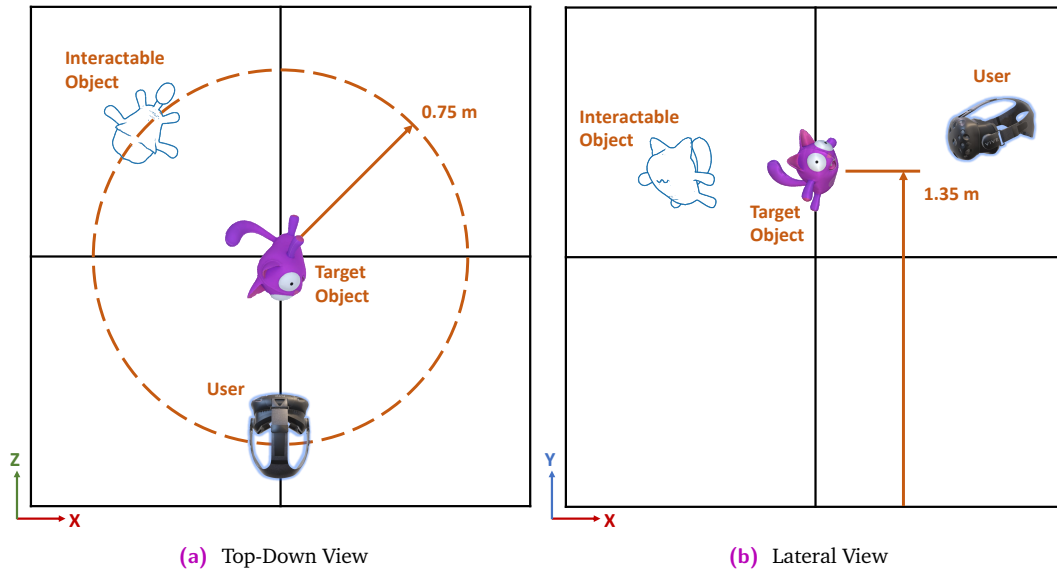 Interactable
Object
0.75 m
Target
Object
User
Z
X
(a) Top-Down View
User
Interactable
Object
1.35 m
Target
Object
Y
X
(b) Lateral View